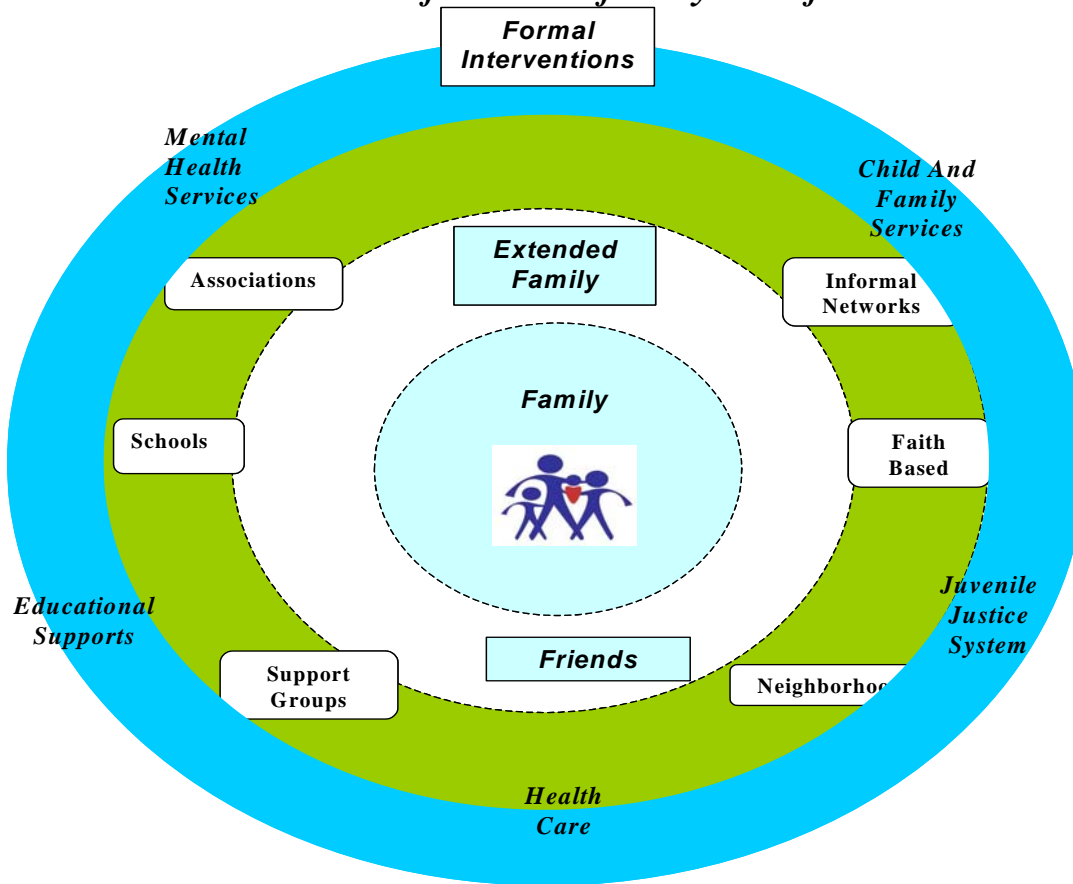 Formal
Interventions
Mental
Health
Services
Child And
Family
Services
Extended
Family
Associations
Informal
Networks
Family
Schools
Faith
Based
Educational
Supports
Juvenile
Justice
System
Friends
Support
Groups
Neighborhoo
Health
Care